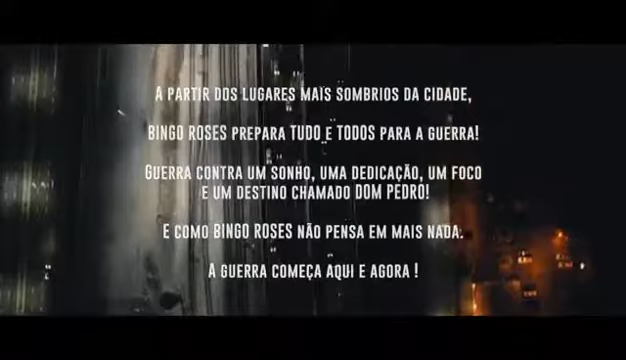 A PARTIR DOS LUGARES MAIS SOMBRIOS DA CIDADE,
BINGO ROSES PREPARA TUDO E TODOS PARA A GUERRA!
GUERRA CONTRA UM SONHO, UMA DEDICAÇÃO, UM FOCO
E UM DESTINO CHAMADO DOM PEDRO!
E COMO BINGO ROSES NÃO PENSA EM MAIS NADA:
A GUERRA COMEÇA AQUI E AGORA !